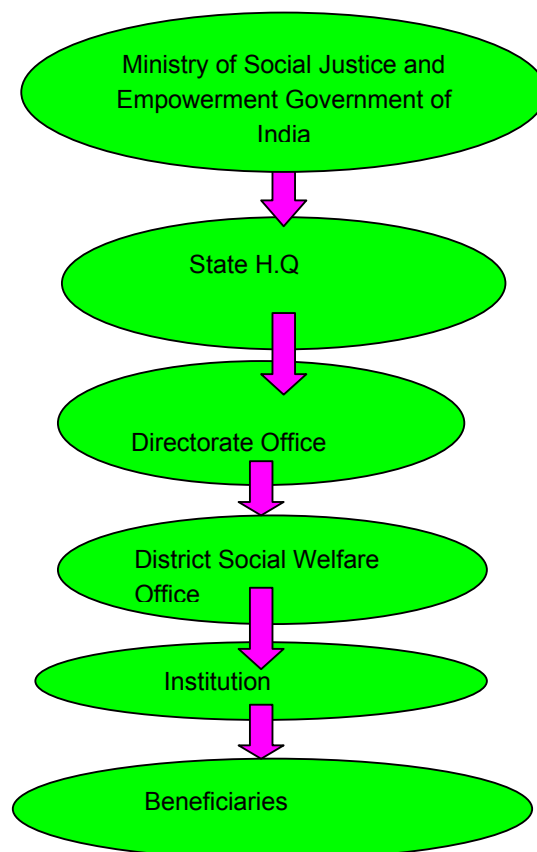 Ministry of Social Justice and
Empowerment Government of
India
State H.Q
Directorate Office
District Social Welfare
Office
Institution
Beneficiaries